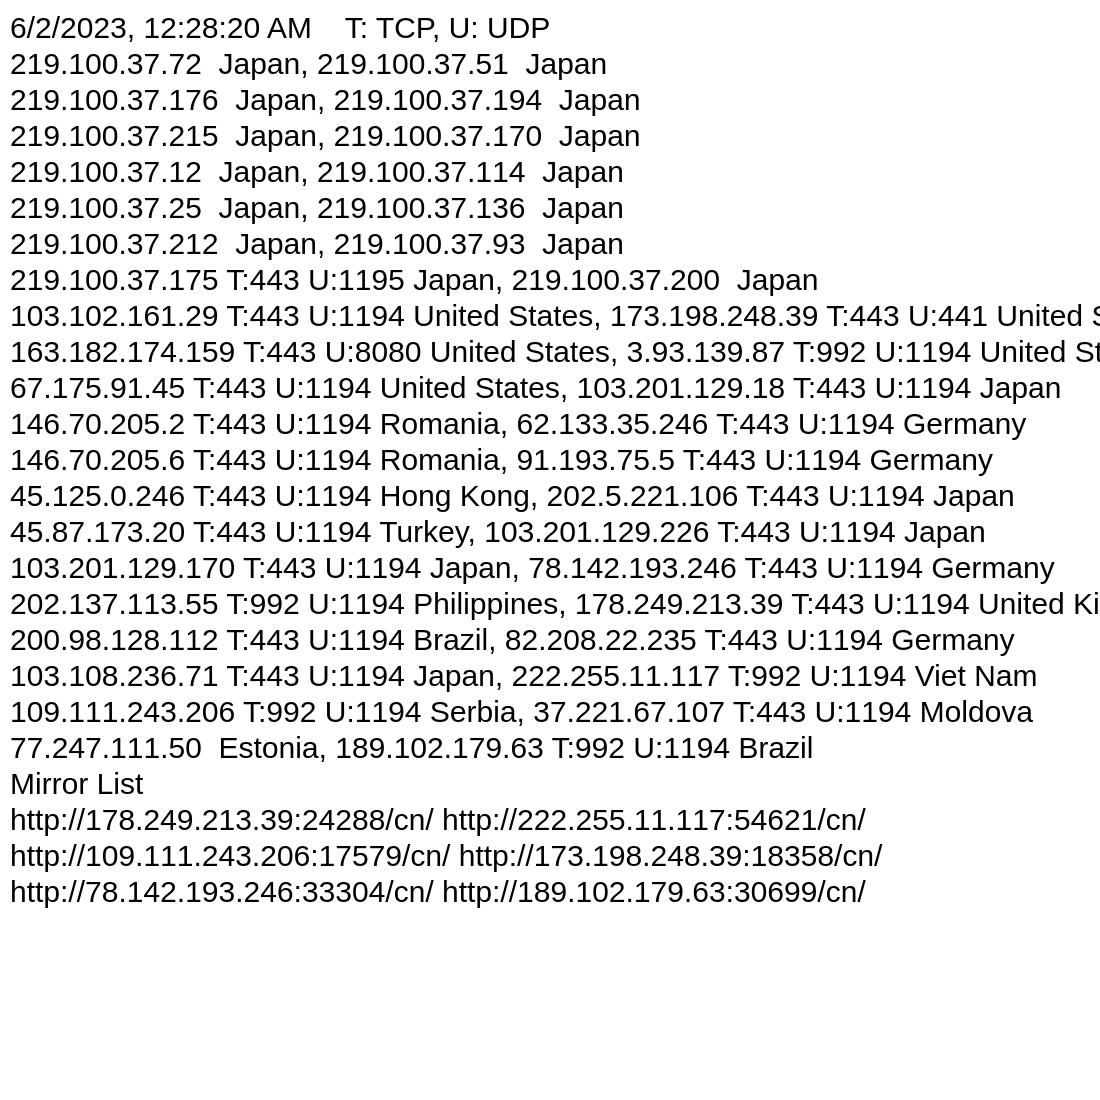 6/2/2023, 12:28:20 AM    T: TCP, U: UDP
219.100.37.72  Japan, 219.100.37.51  Japan
219.100.37.176  Japan, 219.100.37.194  Japan
219.100.37.215  Japan, 219.100.37.170  Japan
219.100.37.12  Japan, 219.100.37.114  Japan
219.100.37.25  Japan, 219.100.37.136  Japan
219.100.37.212  Japan, 219.100.37.93  Japan
219.100.37.175 T:443 U:1195 Japan, 219.100.37.200  Japan
103.102.161.29 T:443 U:1194 United States, 173.198.248.39 T:443 U:441 United
163.182.174.159 T:443 U:8080 United States, 3.93.139.87 T:992 U:1194 United St
67.175.91.45 T:443 U:1194 United States, 103.201.129.18 T:443 U:1194 Japan
146.70.205.2 T:443 U:1194 Romania, 62.133.35.246 T:443 U:1194 Germany
146.70.205.6 T:443 U:1194 Romania, 91.193.75.5 T:443 U:1194 Germany
45.125.0.246 T:443 U:1194 Hong Kong, 202.5.221.106 T:443 U:1194 Japan
45.87.173.20 T:443 U:1194 Turkey, 103.201.129.226 T:443 U:1194 Japan
103.201.129.170 T:443 U:1194 Japan, 78.142.193.246 T:443 U:1194 Germany
202.137.113.55 T:992 U:1194 Philippines, 178.249.213.39 T:443 U:1194 United Ki
200.98.128.112 T:443 U:1194 Brazil, 82.208.22.235 T:443 U:1194 Germany
103.108.236.71 T:443 U:1194 Japan, 222.255.11.117 T:992 U:1194 Viet Nam
109.111.243.206 T:992 U:1194 Serbia, 37.221.67.107 T:443 U:1194 Moldova
77.247.111.50  Estonia, 189.102.179.63 T:992 U:1194 Brazil
Mirror List
http://178.249.213.39:24288/cn/ http://222.255.11.117:54621/cn/
http://109.111.243.206:17579/cn/ http://173.198.248.39:18358/cn/
http://78.142.193.246:33304/cn/ http://189.102.179.63:30699/cn/